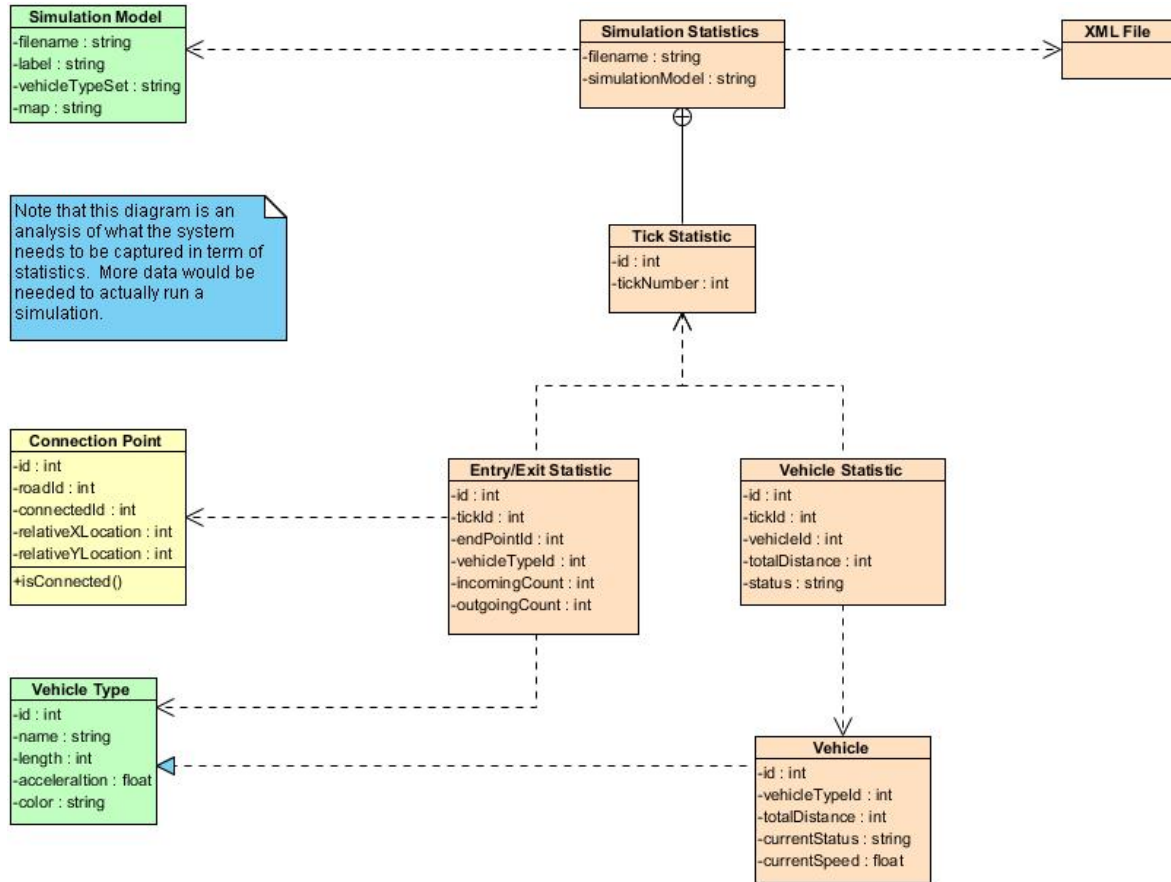 Simulation Model
-filename : string
-label : string
-vehicleTypeSet : string
-map : string
Simulation Statistics
-filename : string
-simulationModel : string
XML File
Note that this diagram is an
analysis of what the system
needs to be captured in term of
statistics. More data would be
needed to actually run a
simulation.
Tick Statistic
-id : int
-tickNumber : int
Connection Point
-id : int
-roadId : int
-connectedId : int
-relativeXLocation : int
-relativeYLocation : int
+isConnected()
Entry/Exit Statistic
-id : int
-tickId : int
-endPointId : int
-vehicleTypeId : int
-incomingCount : int
-outgoingCount : int
Vehicle Statistic
-id : int
-tickId : int
-vehicleId : int
-totalDistance : int
-status : string
Vehicle Type
-id : int
-name : string
-length : int
-acceleraltion : float
-color : string
Vehicle
-id : int
-vehicleTypeId : int
-totalDistance : int
-currentStatus : string
-currentSpeed : float